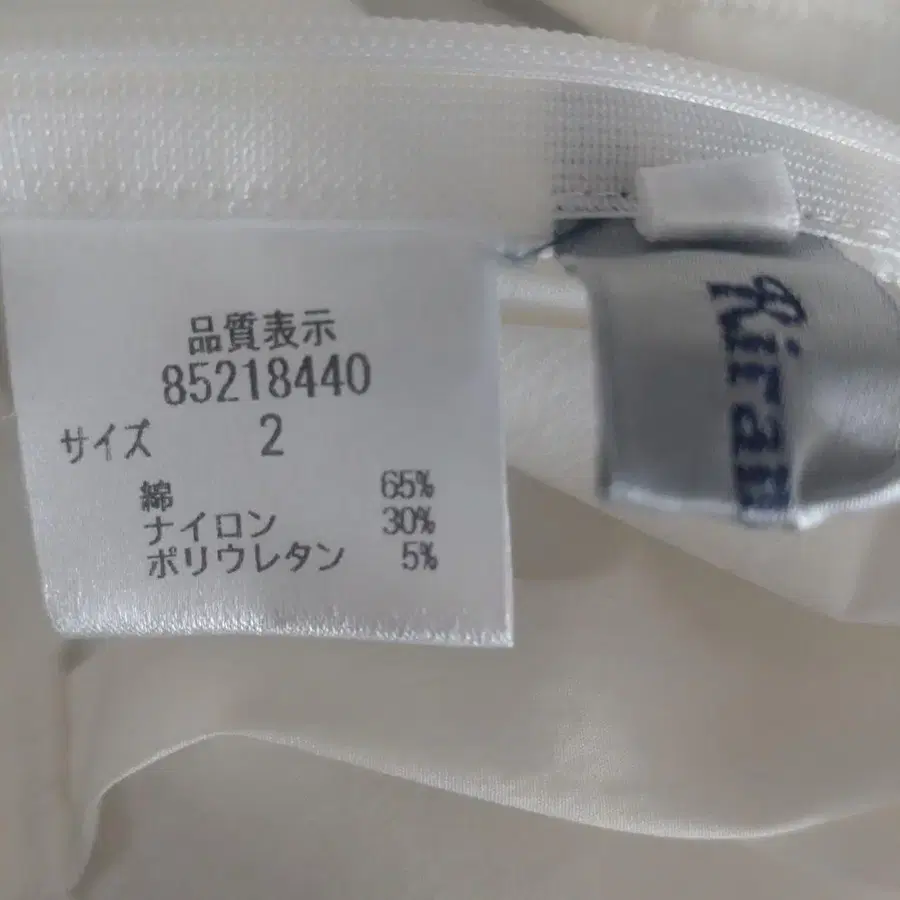 品質表示
85218440
サイズ 2
綿 65%
ナイロン 30%
ポリウレタン 5%